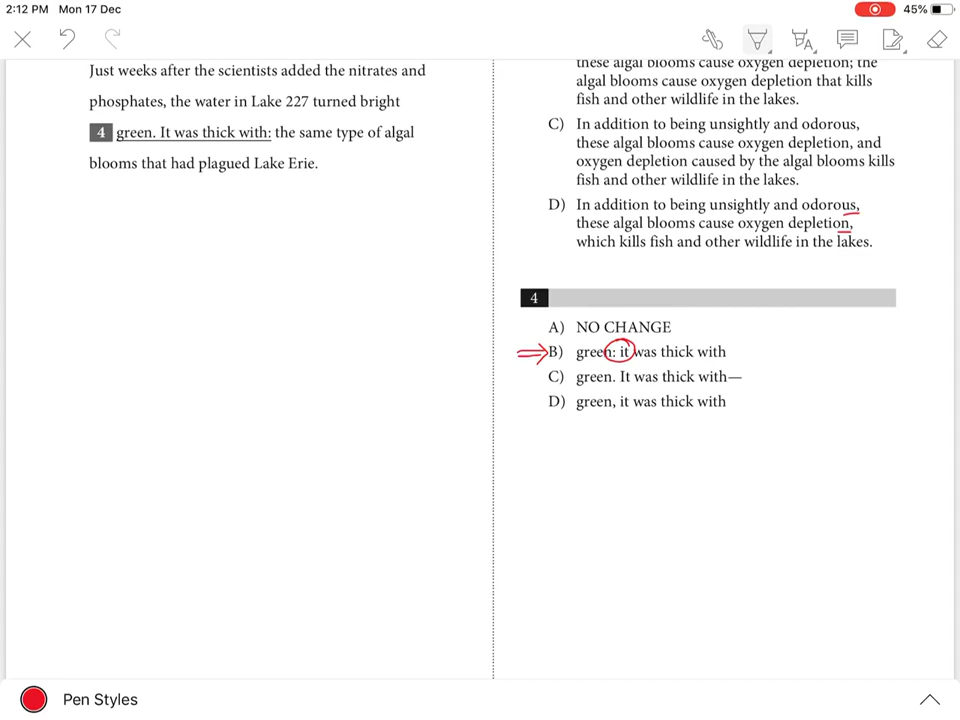 2:12 PM Mon 17 Dec
45%
Just weeks after the scientists added the nitrates and
phosphates, the water in Lake 227 turned bright
4 green. It was thick with: the same type of algal
blooms that had plagued Lake Erie.
these algal blooms cause oxygen depletion; the
algal blooms cause oxygen depletion that kills
fish and other wildlife in the lakes.
C) In addition to being unsightly and odorous,
these algal blooms cause oxygen depletion, and
oxygen depletion caused by the algal blooms kills
fish and other wildlife in the lakes.
D) In addition to being unsightly and odorous,
these algal blooms cause oxygen depletion,
which kills fish and other wildlife in the lakes.
4
A) NO CHANGE
B) green: it was thick with
C) green. It was thick with—
D) green, it was thick with
Pen Styles